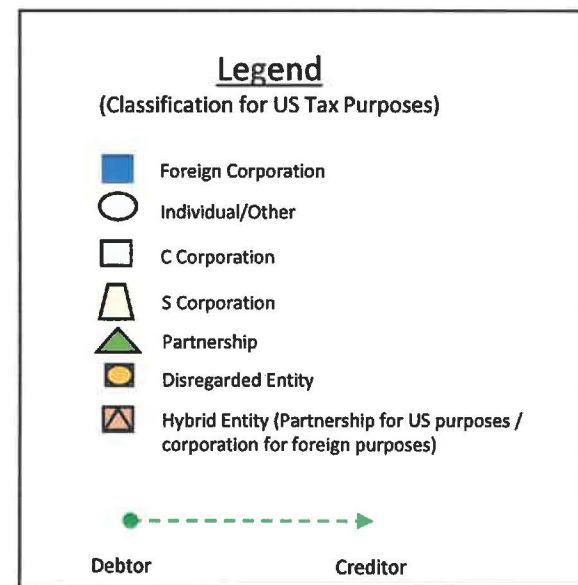 Legend
(Classification for US Tax Purposes)
Foreign Corporation
Individual/Other
C Corporation
S Corporation
Partnership
Disregarded Entity
Hybrid Entity (Partnership for US purposes /
corporation for foreign purposes)
Debtor Creditor